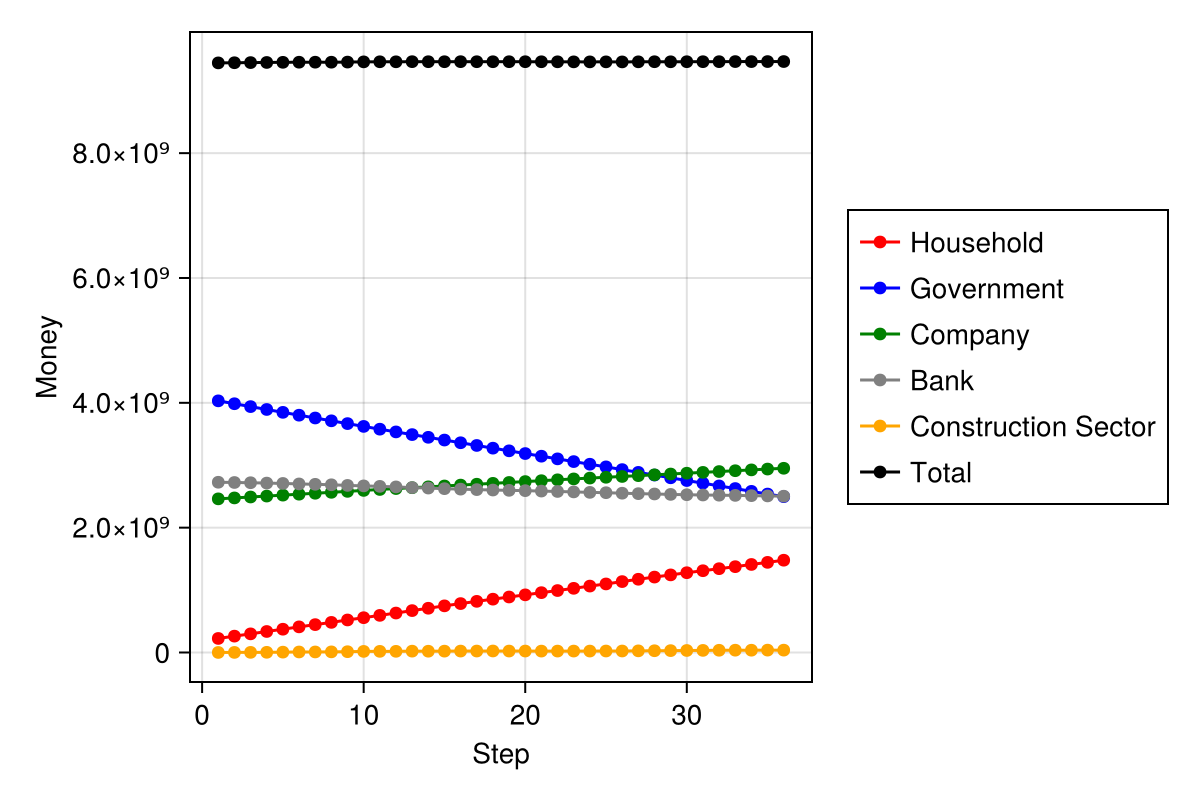 8.0×10⁹
6.0×10⁹
4.0×10⁹
2.0×10⁹
0
Money
0 10 20 30
Step
Household
Government
Company
Bank
Construction Sector
Total